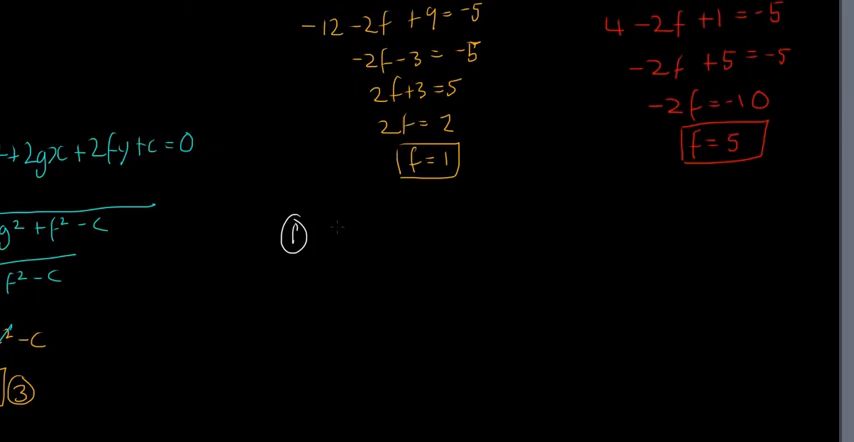 + 2gx + 2fy + c = 0
g² + f² - c
f² - c
² - c
] ③
-12 - 2f + 9 = -5
-2f - 3 = -5
2f + 3 = 5
2f = 2
f = 1
4 - 2f + 1 = -5
-2f + 5 = -5
-2f = -10
f = 5